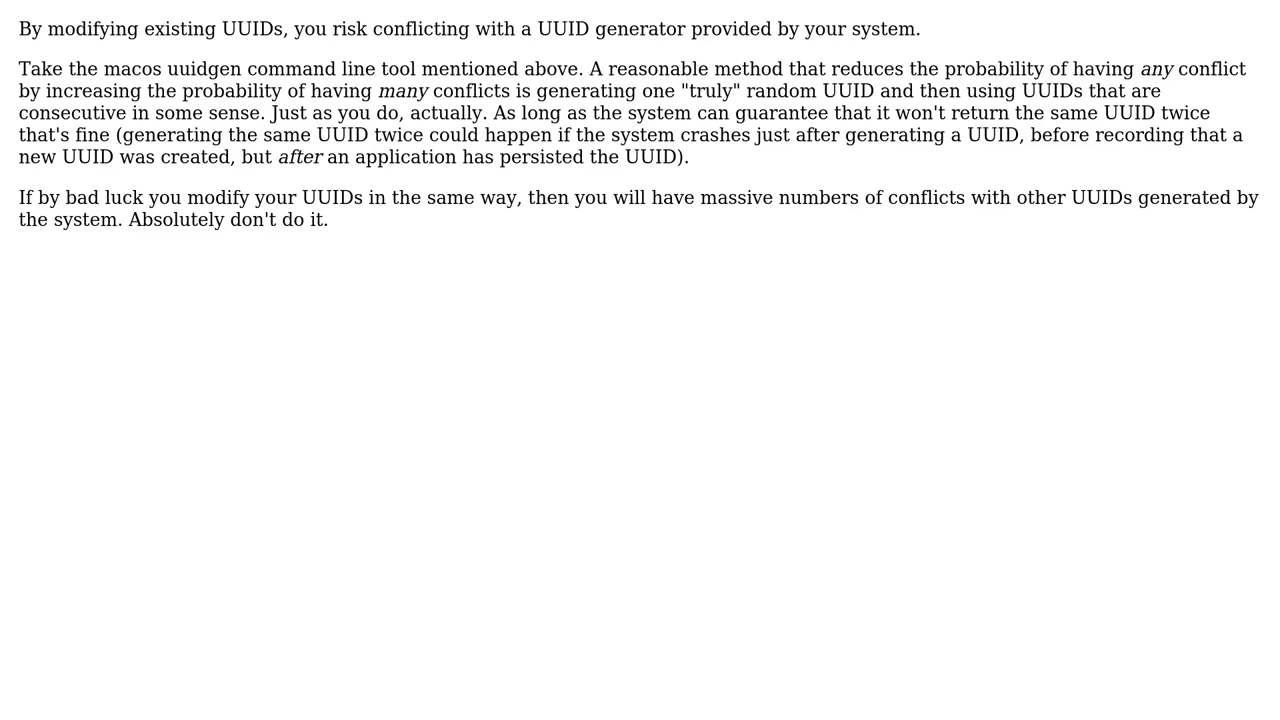 By modifying existing UUIDs, you risk conflicting with a UUID generator provided by your system.
Take the macos uuidgen command line tool mentioned above. A reasonable method that reduces the probability of having any conflict
by increasing the probability of having many conflicts is generating one "truly" random UUID and then using UUIDs that are
consecutive in some sense. Just as you do, actually. As long as the system can guarantee that it won't return the same UUID twice
that's fine (generating the same UUID twice could happen if the system crashes just after generating a UUID, before recording that a
new UUID was created, but after an application has persisted the UUID).
If by bad luck you modify your UUIDs in the same way, then you will have massive numbers of conflicts with other UUIDs generated by
the system. Absolutely don't do it.